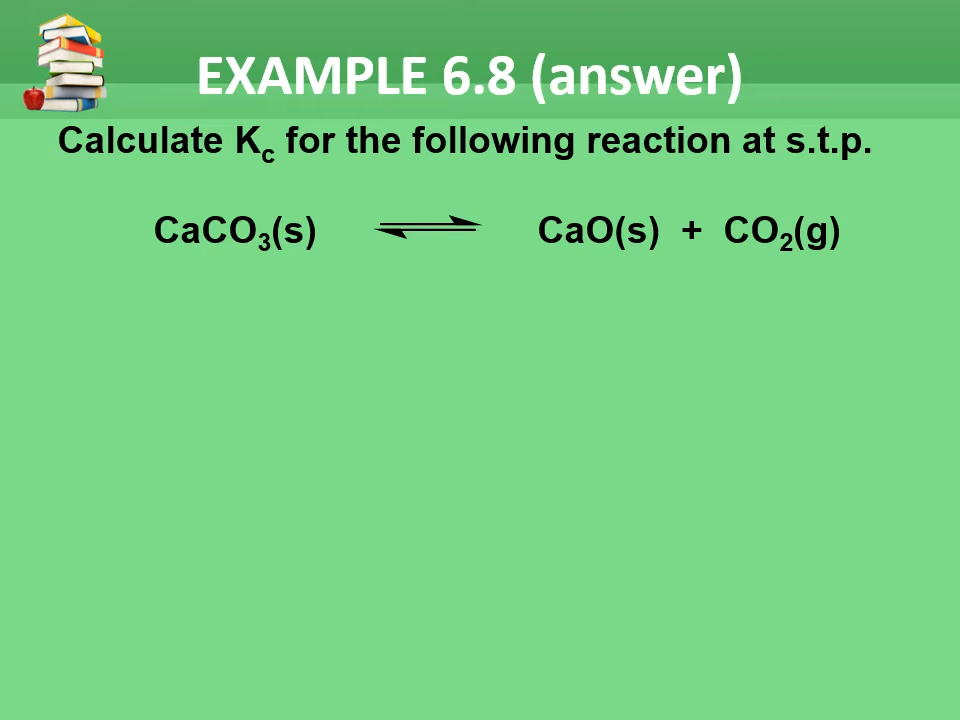 EXAMPLE 6.8 (answer)
Calculate Kc for the following reaction at s.t.p.
CaCO3(s) ⇌ CaO(s) + CO2(g)